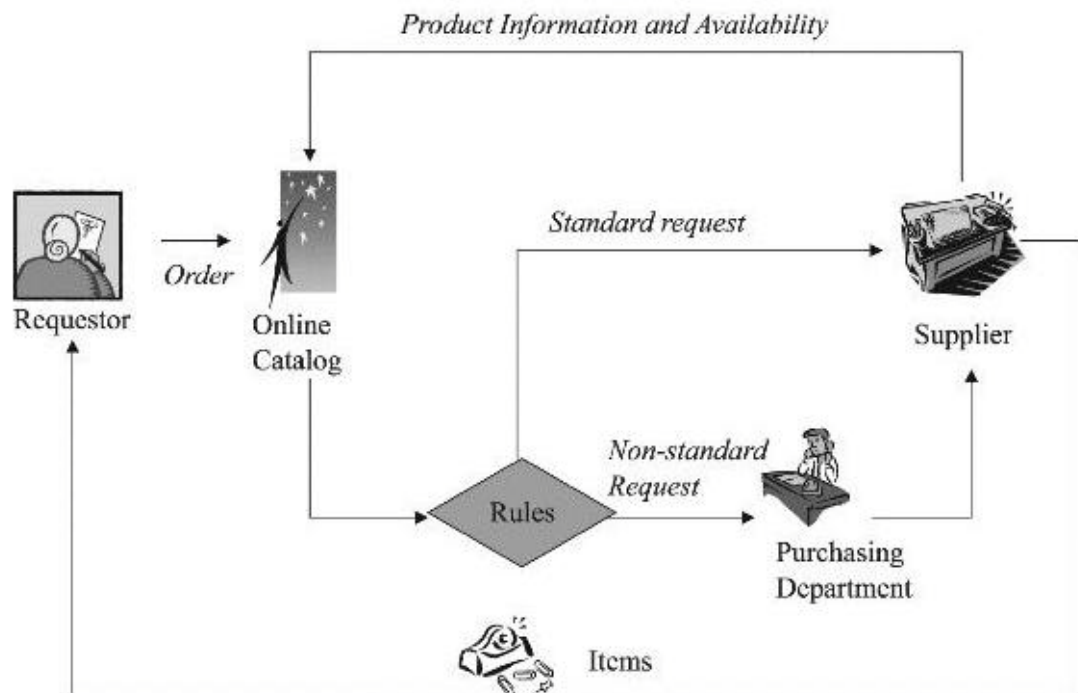 Product Information and Availability
Standard request
Order
Requestor
Online
Catalog
Supplier
Non-standard
Request
Rules
Purchasing
Department
Items